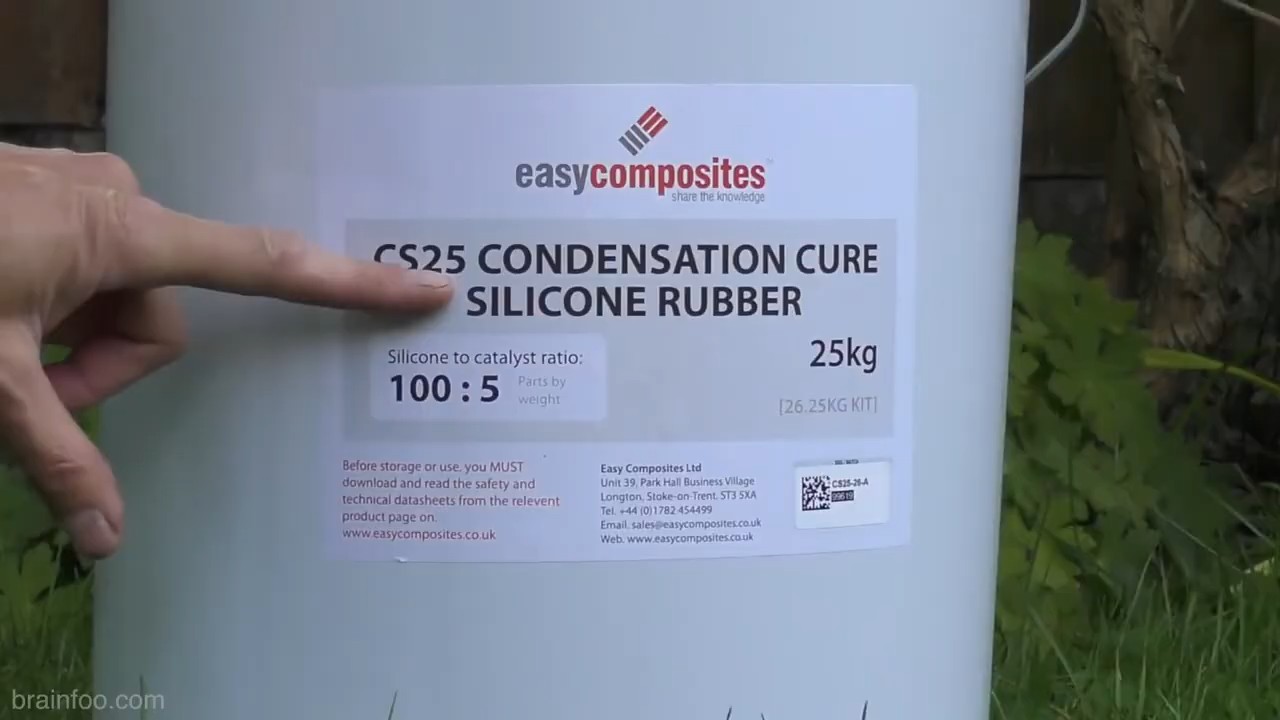 easycomposites™
share the knowledge
CS25 CONDENSATION CURE
SILICONE RUBBER
25kg
Silicone to catalyst ratio:
100 : 5 Parts by
weight
[26.25KG KIT]
Before storage or use, you MUST
download and read the safety and
technical datasheets from the relevent
product page on.
www.easycomposites.co.uk
Easy Composites Ltd
Unit 39, Park Hall Business Village
Longton, Stoke-on-Trent. ST3 5XA
Tel. +44 (0)1782 454499
Email. sales@easycomposites.co.uk
Web. www.easycomposites.co.uk
CS25-25-A
brainfoo.com